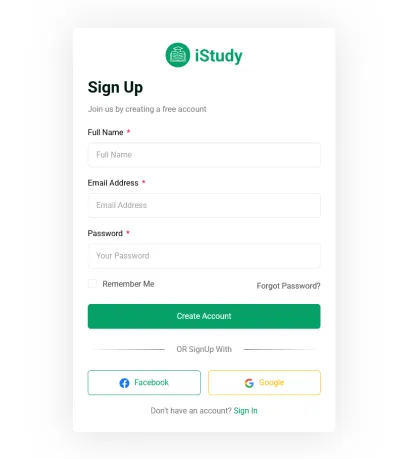 iStudy
Sign Up
Join us by creating a free account
Full Name *
Full Name
Email Address *
Email Address
Password *
Your Password
Remember Me Forgot Password?
Create Account
OR SignUp With
Facebook Google
Don't have an account? Sign In